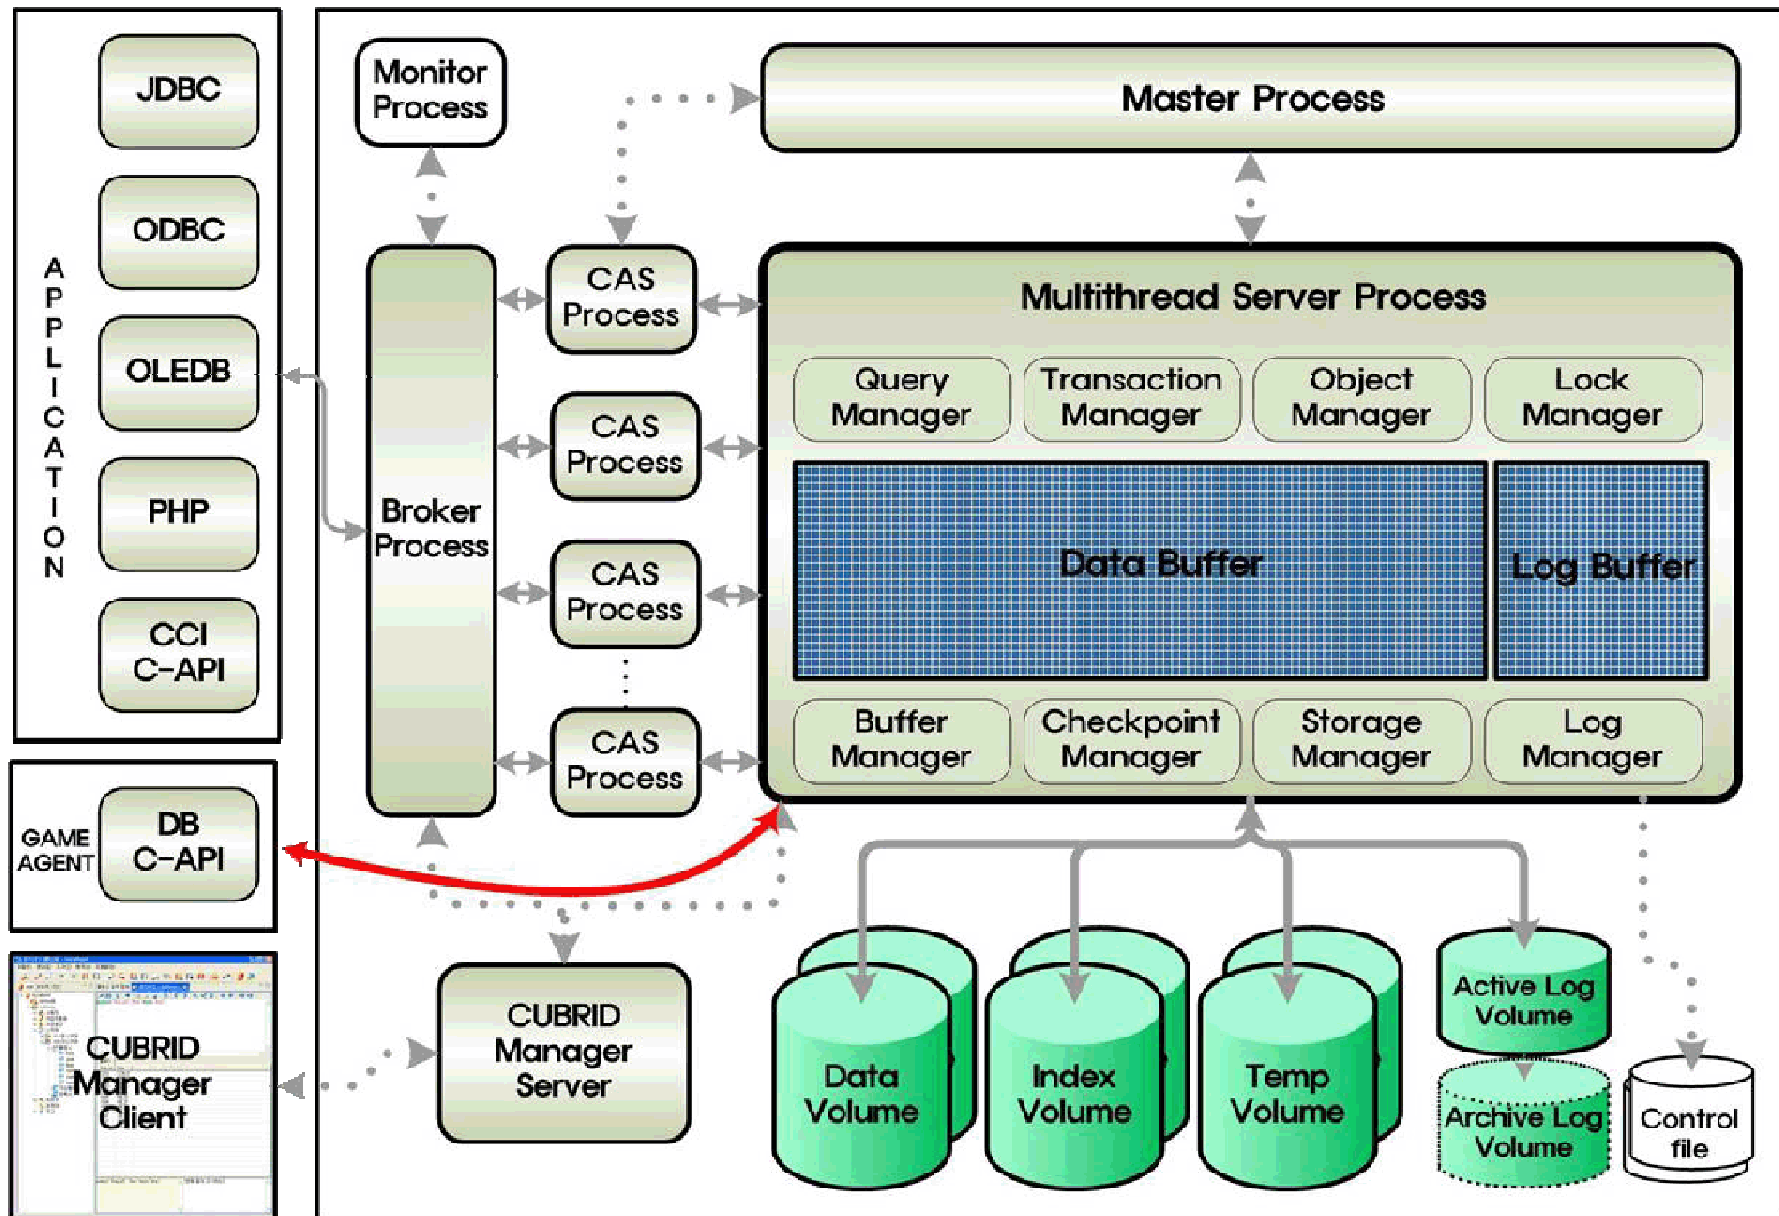 JDBC
ODBC
OLEDB
PHP
CCI
C-API
APPLICATION
GAME
AGENT
DB
C-API
CUBRID
Manager
Client
Monitor
Process
Master Process
Broker
Process
CAS
Process
CAS
Process
CAS
Process
CAS
Process
Multithread Server Process
Query
Manager
Transaction
Manager
Object
Manager
Lock
Manager
Data Buffer
Log Buffer
Buffer
Manager
Checkpoint
Manager
Storage
Manager
Log
Manager
CUBRID
Manager
Server
Data
Volume
Index
Volume
Temp
Volume
Active Log
Volume
Archive Log
Volume
Control
file